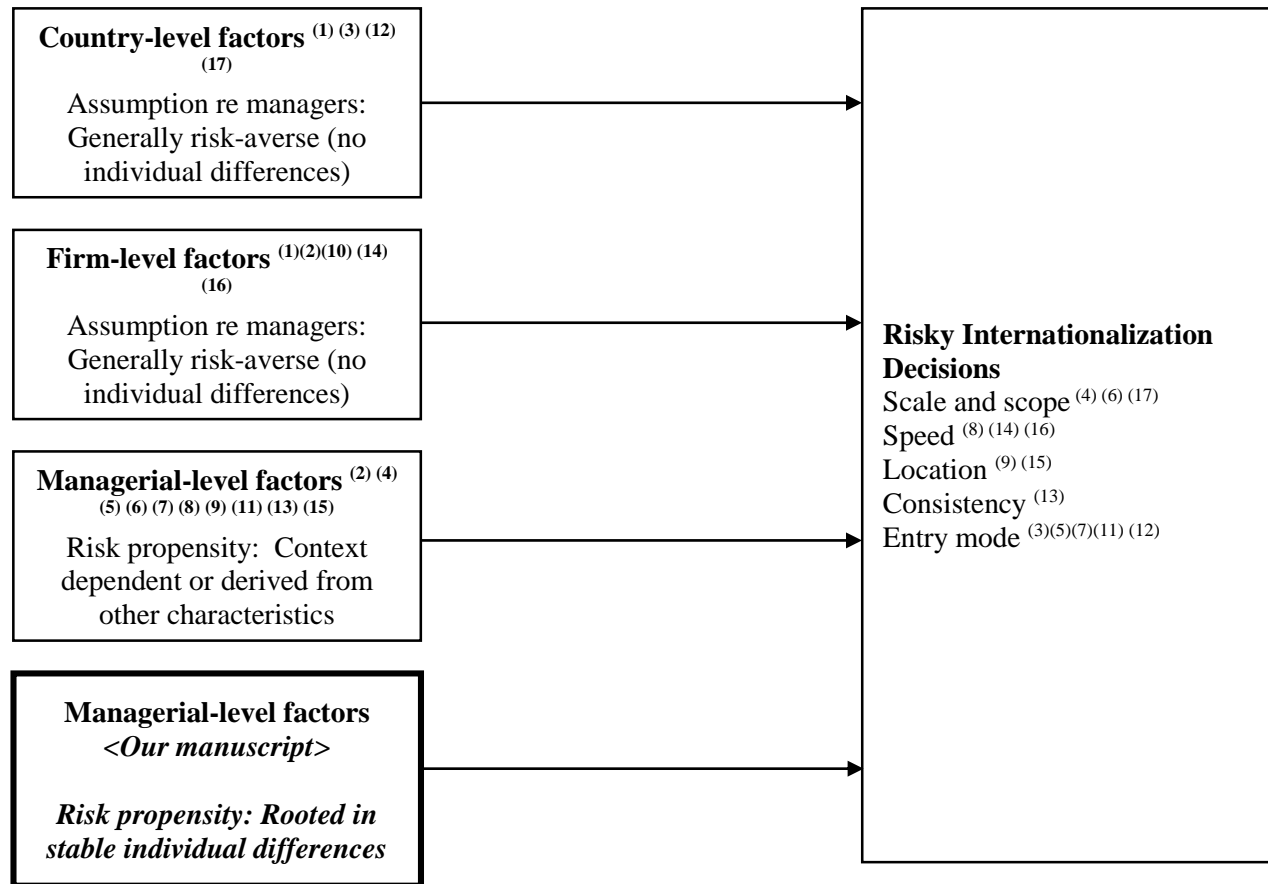 Country-level factors (1) (3) (12)
(17)
Assumption re managers:
Generally risk-averse (no
individual differences)
Firm-level factors (1)(2)(10) (14)
(16)
Assumption re managers:
Generally risk-averse (no
individual differences)
Managerial-level factors (2) (4)
(5) (6) (7) (8) (9) (11) (13) (15)
Risk propensity:  Context
dependent or derived from
other characteristics
Managerial-level factors
<Our manuscript>
Risk propensity: Rooted in
stable individual differences
Risky Internationalization
Decisions
Scale and scope (4) (6) (17)
Speed (8) (14) (16)
Location (9) (15)
Consistency (13)
Entry mode (3)(5)(7)(11) (12)